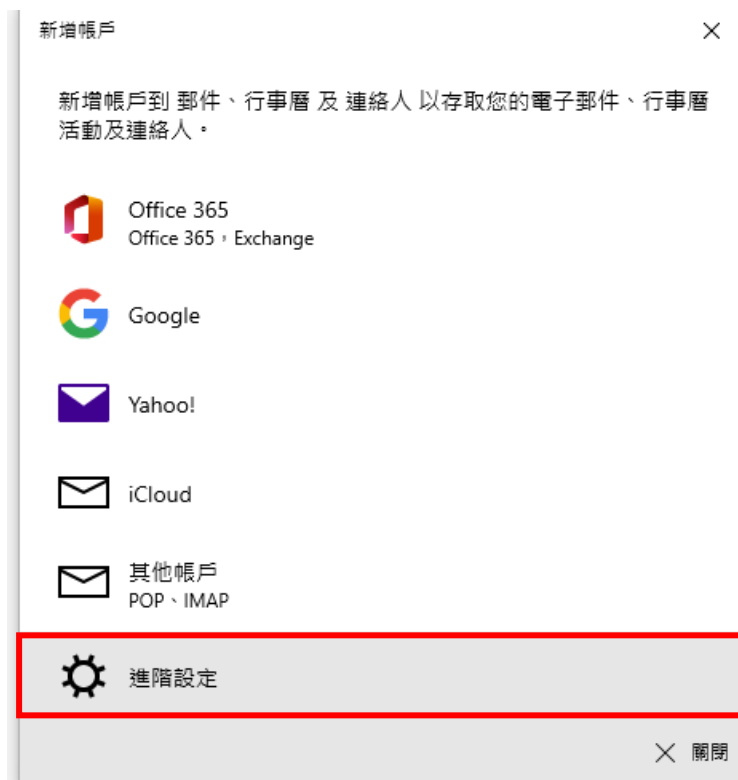 新增帳戶
新增帳戶到 郵件、行事曆 及 連絡人 以存取您的電子郵件、行事曆
活動及連絡人。
Office 365
Office 365，Exchange
Google
Yahoo!
iCloud
其他帳戶
POP、IMAP
進階設定
關閉